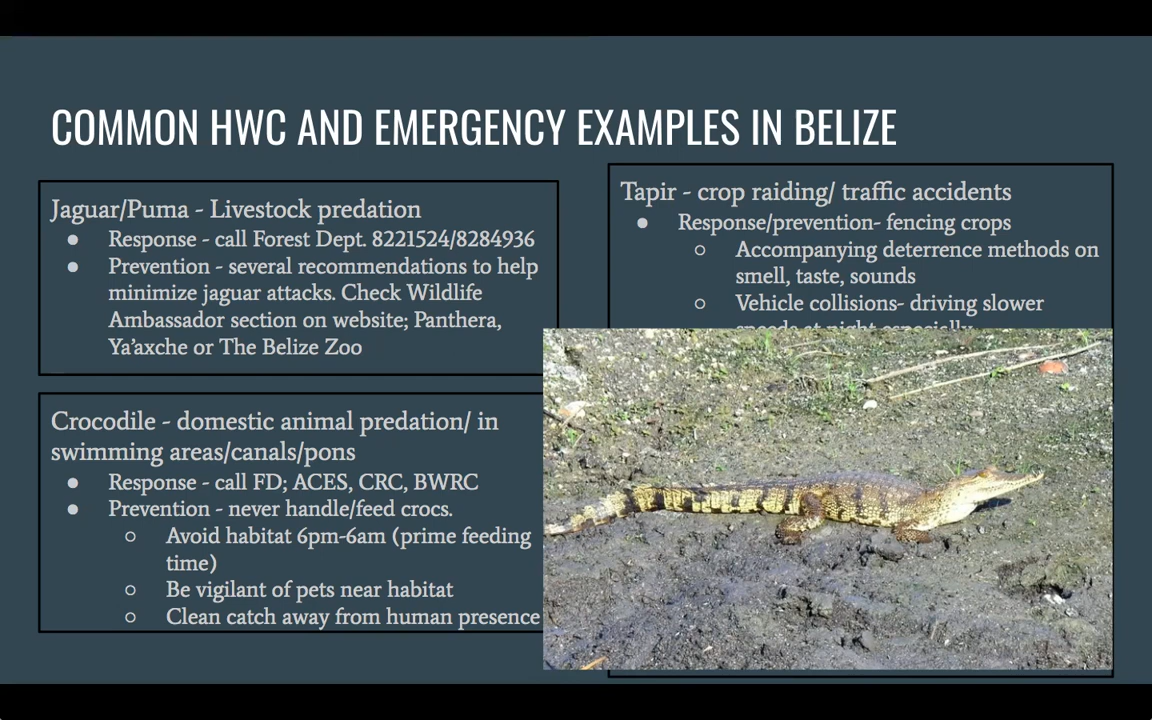 COMMON HWC AND EMERGENCY EXAMPLES IN BELIZE
Jaguar/Puma - Livestock predation
● Response - call Forest Dept. 8221524/8284936
● Prevention - several recommendations to help
minimize jaguar attacks. Check Wildlife
Ambassador section on website; Panthera,
Ya’axche or The Belize Zoo
Crocodile - domestic animal predation/ in
swimming areas/canals/pons
● Response - call FD; ACES, CRC, BWRC
● Prevention - never handle/feed crocs.
○ Avoid habitat 6pm-6am (prime feeding
time)
○ Be vigilant of pets near habitat
○ Clean catch away from human presence
Tapir - crop raiding/ traffic accidents
● Response/prevention- fencing crops
○ Accompanying deterrence methods on
smell, taste, sounds
○ Vehicle collisions- driving slower
speeds at night especially